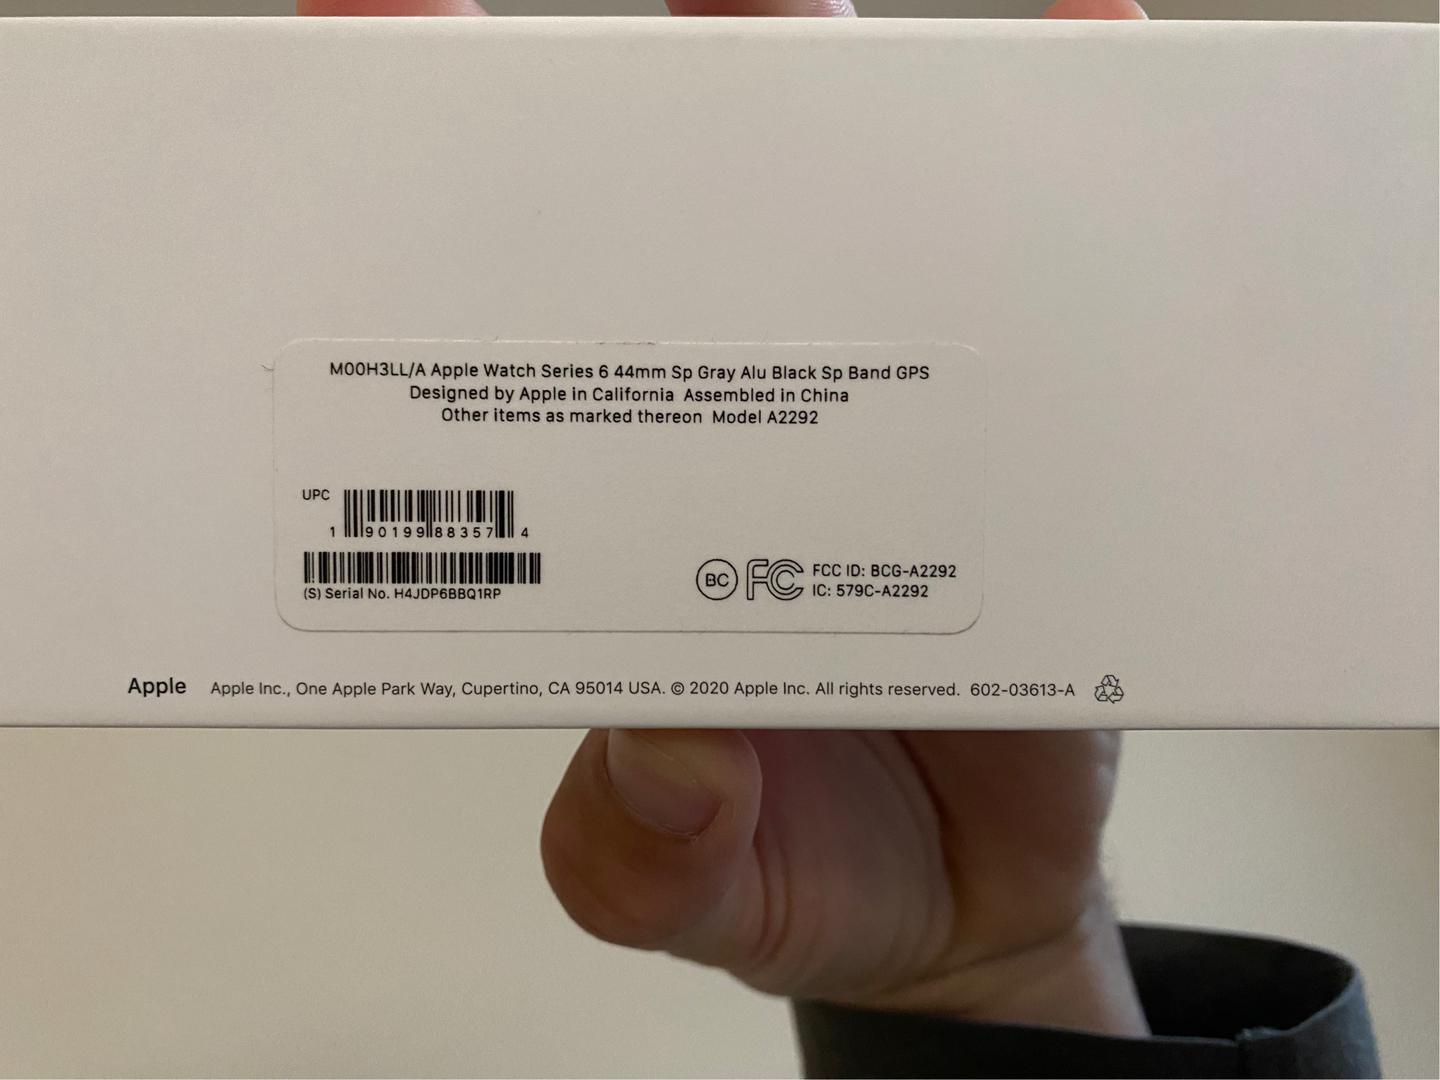 M00H3LL/A Apple Watch Series 6 44mm Sp Gray Alu Black Sp Band GPS
Designed by Apple in California Assembled in China
Other items as marked thereon Model A2292
UPC
1 90199 88357 4
(S) Serial No. H4JDP6BBQ1RP
BC FC FCC ID: BCG-A2292
IC: 579C-A2292
Apple Apple Inc., One Apple Park Way, Cupertino, CA 95014 USA. © 2020 Apple Inc. All rights reserved. 602-03613-A